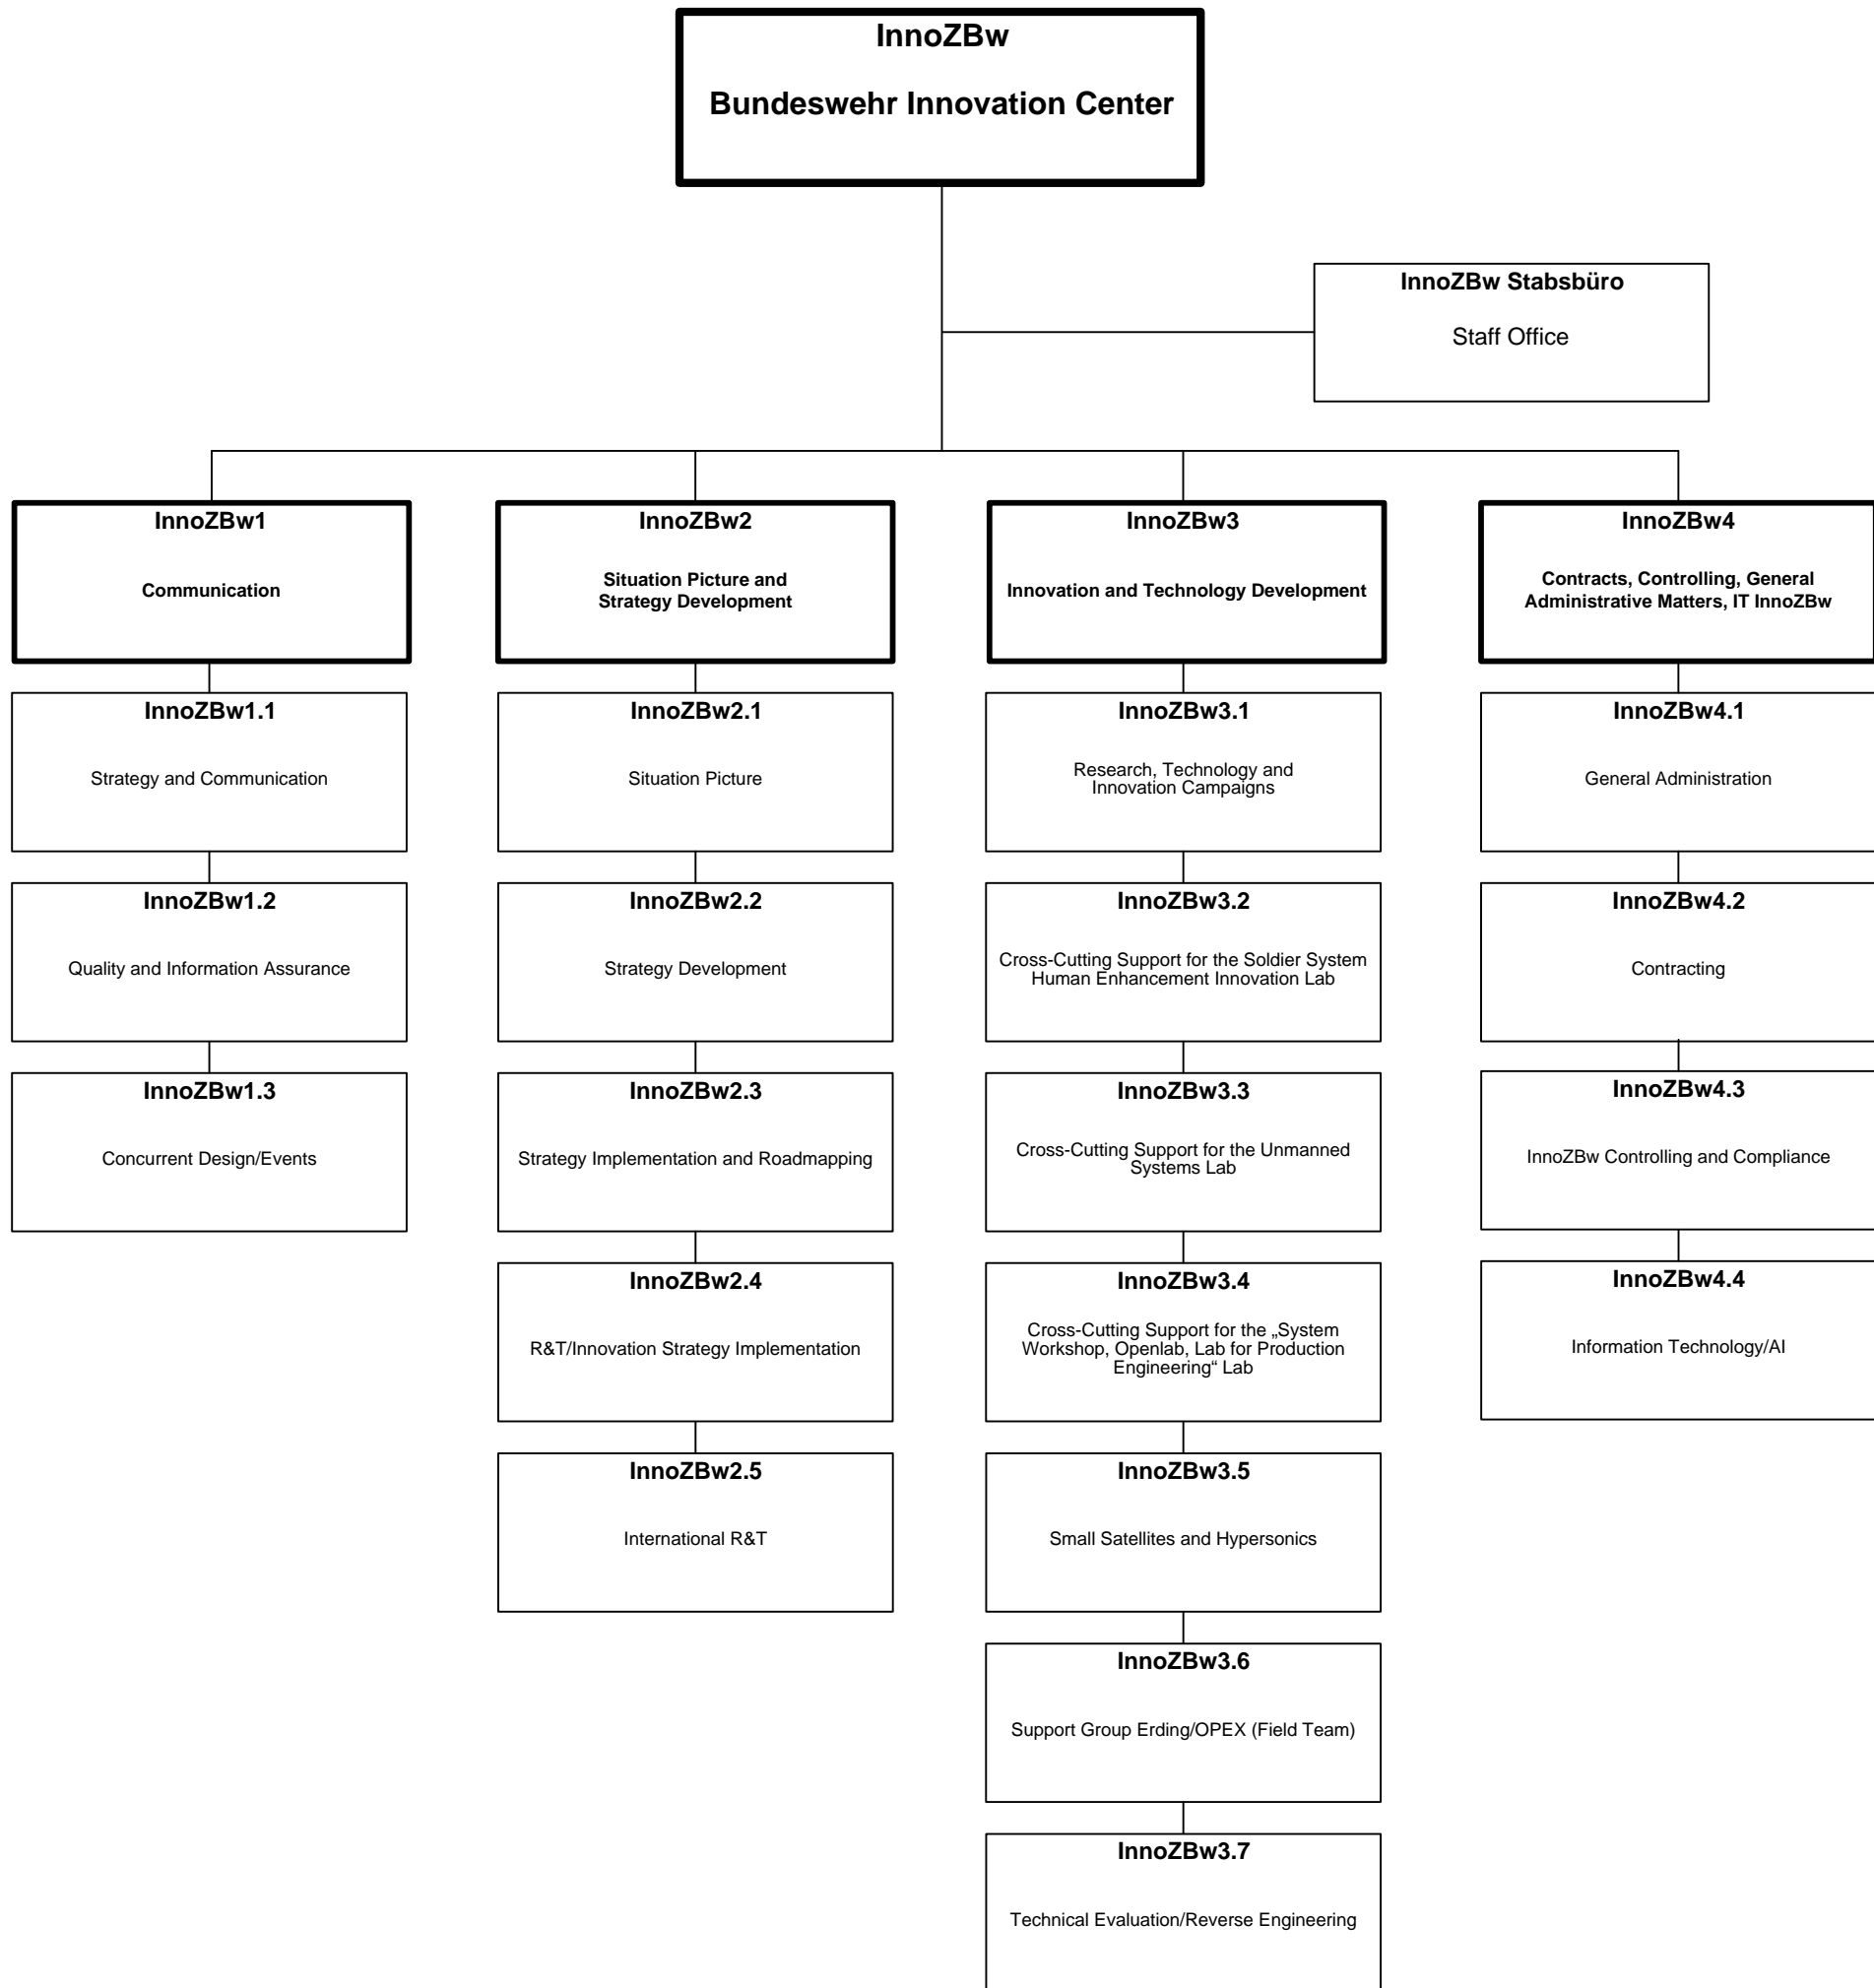 InnoZBw
Bundeswehr Innovation Center
InnoZBw Stabsbüro
Staff Office
InnoZBw1
Communication
InnoZBw1.1
Strategy and Communication
InnoZBw1.2
Quality and Information Assurance
InnoZBw1.3
Concurrent Design/Events
InnoZBw2
Situation Picture and
Strategy Development
InnoZBw2.1
Situation Picture
InnoZBw2.2
Strategy Development
InnoZBw2.3
Strategy Implementation and Roadmapping
InnoZBw2.4
R&T/Innovation Strategy Implementation
InnoZBw2.5
International R&T
InnoZBw3
Innovation and Technology Development
InnoZBw3.1
Research, Technology and
Innovation Campaigns
InnoZBw3.2
Cross-Cutting Support for the Soldier System
Human Enhancement Innovation Lab
InnoZBw3.3
Cross-Cutting Support for the Unmanned
Systems Lab
InnoZBw3.4
Cross-Cutting Support for the „System
Workshop, Openlab, Lab for Production
Engineering“ Lab
InnoZBw3.5
Small Satellites and Hypersonics
InnoZBw3.6
Support Group Erding/OPEX (Field Team)
InnoZBw3.7
Technical Evaluation/Reverse Engineering
InnoZBw4
Contracts, Controlling, General
Administrative Matters, IT InnoZBw
InnoZBw4.1
General Administration
InnoZBw4.2
Contracting
InnoZBw4.3
InnoZBw Controlling and Compliance
InnoZBw4.4
Information Technology/AI